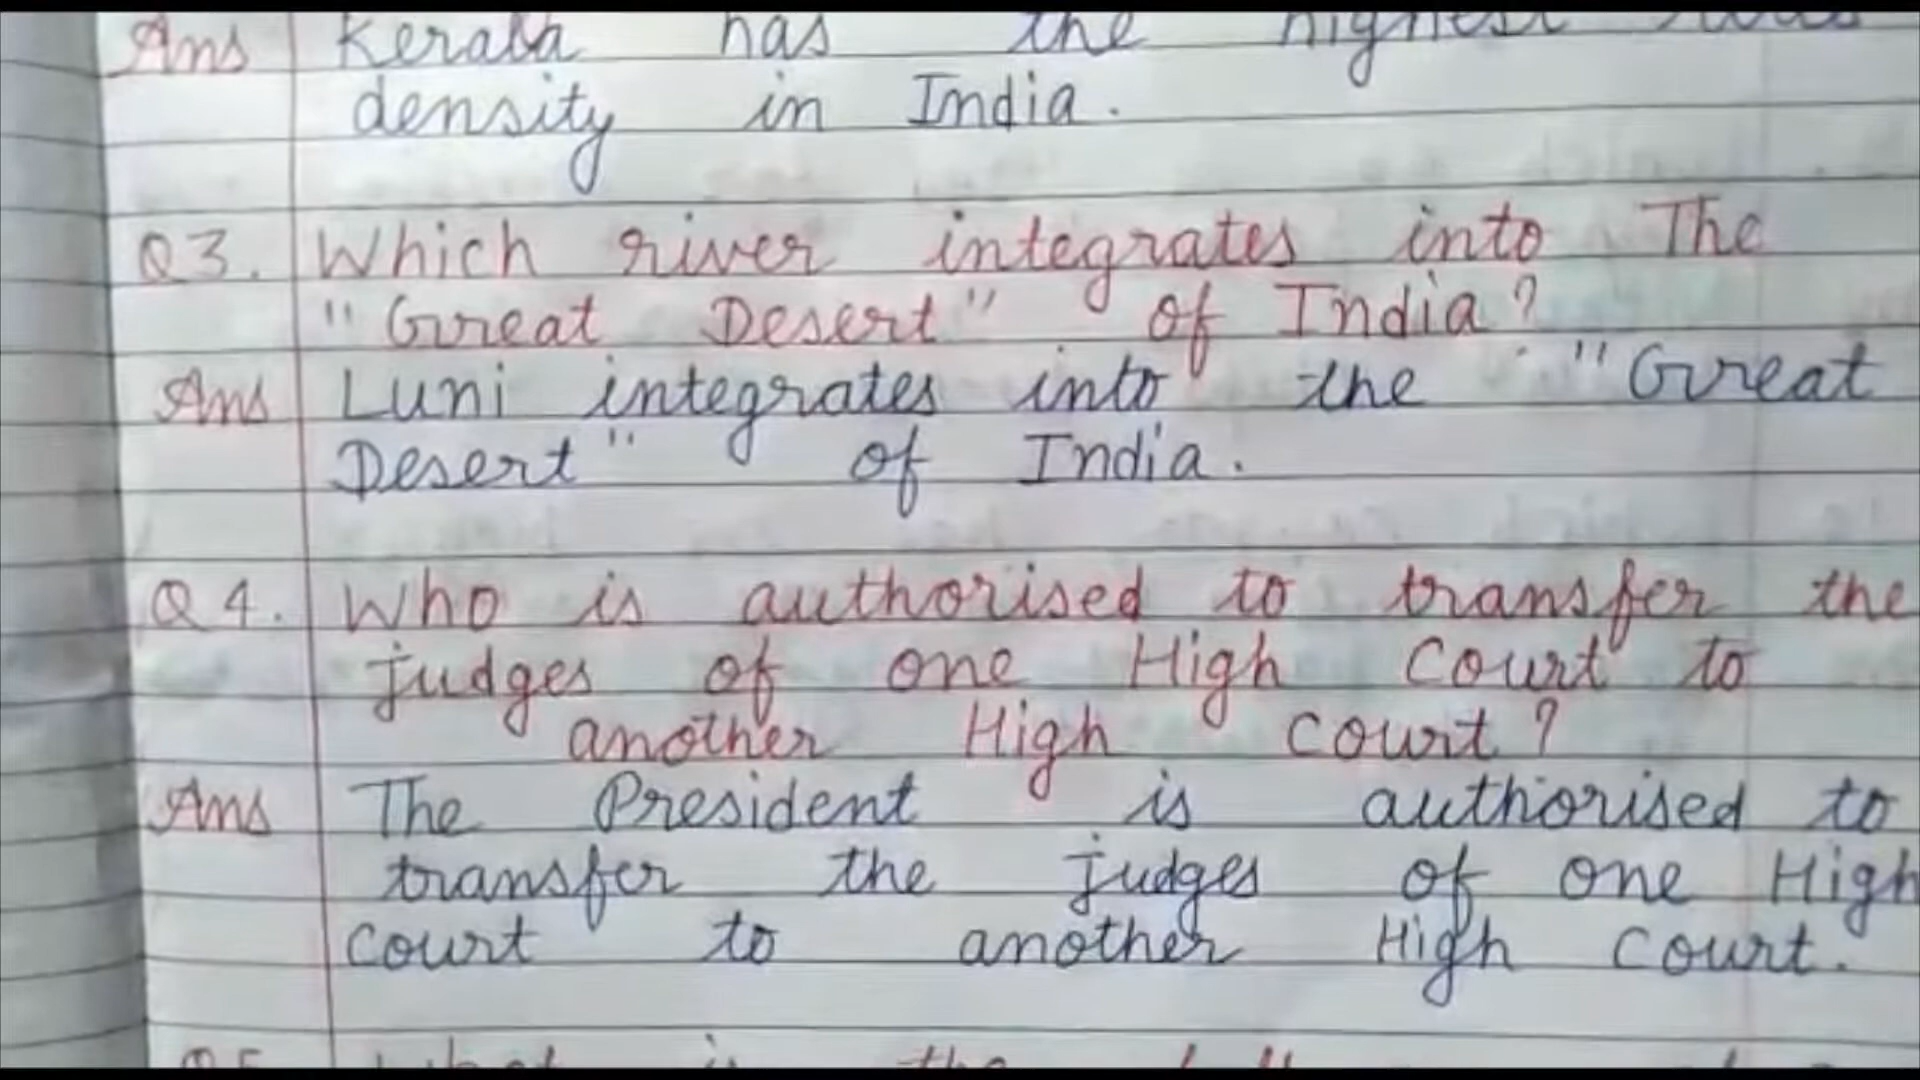 Ans Kerala has the highest
density in India.
Q3. Which river integrates into The
"Great Desert" of India?
Ans Luni integrates into the "Great
Desert" of India.
Q4. Who is authorised to transfer the
judges of one High Court to
another High Court?
Ans The President is authorised to
transfer the judges of one High
Court to another High Court.